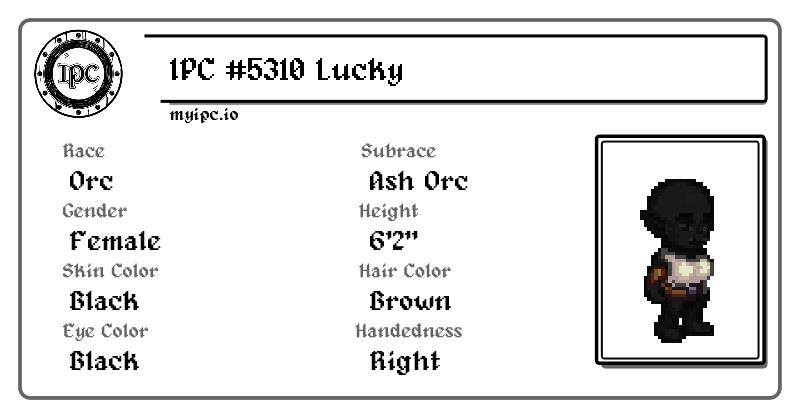 IPC
IPC #5310 Lucky
myipc.io
Race
Orc
Subrace
Ash Orc
Gender
Female
Height
6'2"
Skin Color
Black
Hair Color
Brown
Eye Color
Black
Handedness
Right